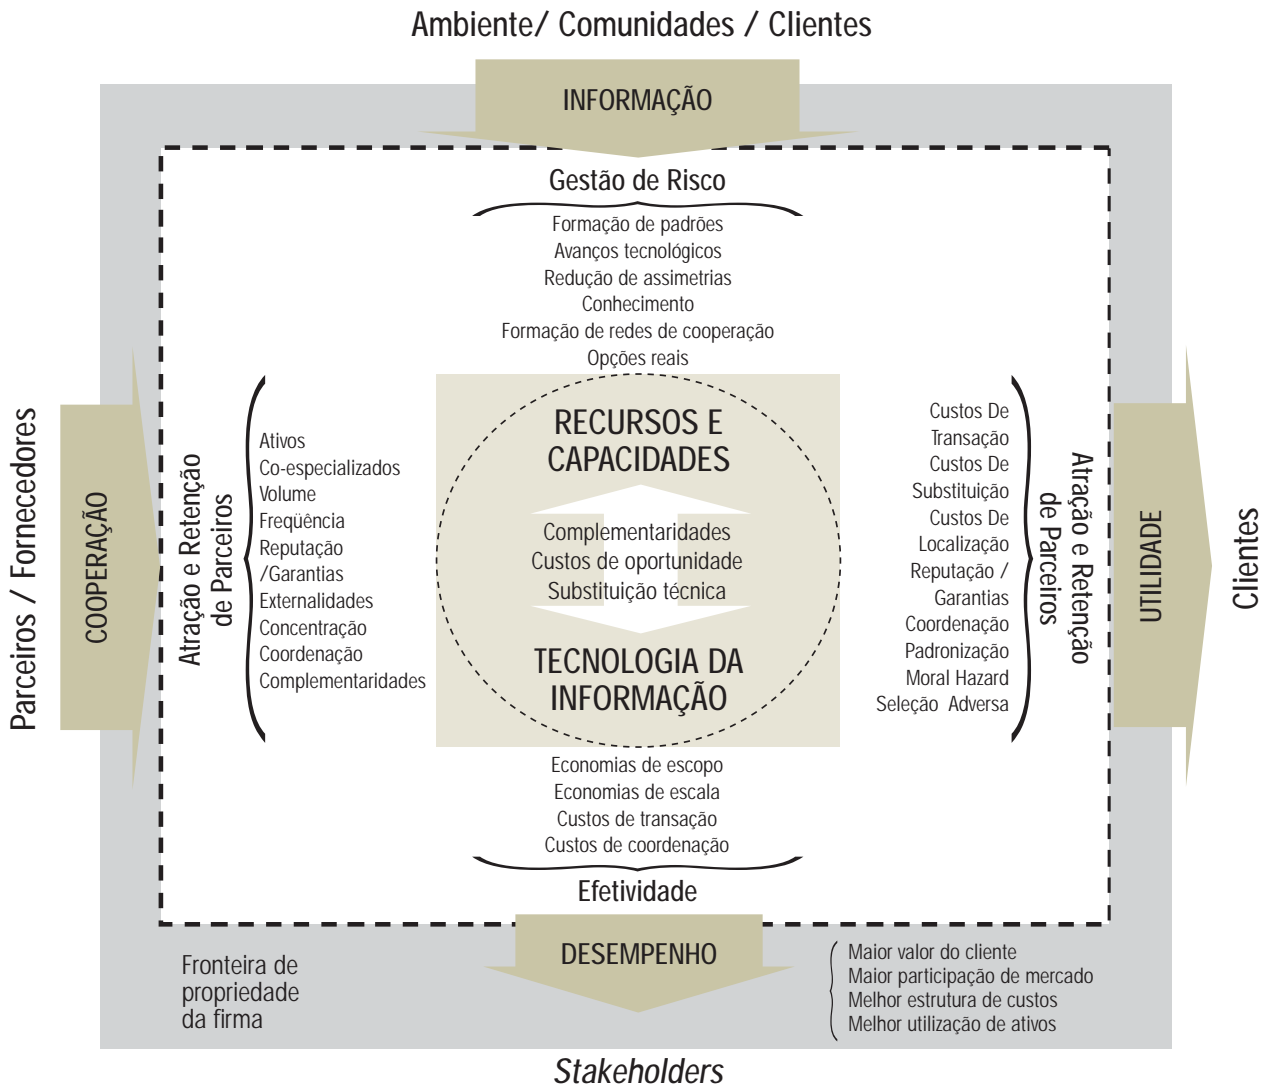 Ambiente/ Comunidades / Clientes
INFORMAÇÃO
Gestão de Risco
Formação de padrões
Avanços tecnológicos
Redução de assimetrias
Conhecimento
Formação de redes de cooperação
Opções reais
Parceiros / Fornecedores
COOPERAÇÃO
Atração e Retenção
de Parceiros
Ativos
Co-especializados
Volume
Freqüência
Reputação
/Garantias
Externalidades
Concentração
Coordenação
Complementaridades
RECURSOS E
CAPACIDADES
Complementaridades
Custos de oportunidade
Substituição técnica
TECNOLOGIA DA
INFORMAÇÃO
Custos De
Transação
Custos De
Substituição
Custos De
Localização
Reputação /
Garantias
Coordenação
Padronização
Moral Hazard
Seleção Adversa
Atração e Retenção
de Parceiros
UTILIDADE
Clientes
Economias de escopo
Economias de escala
Custos de transação
Custos de coordenação
Efetividade
DESEMPENHO
Fronteira de
propriedade
da firma
Maior valor do cliente
Maior participação de mercado
Melhor estrutura de custos
Melhor utilização de ativos
Stakeholders